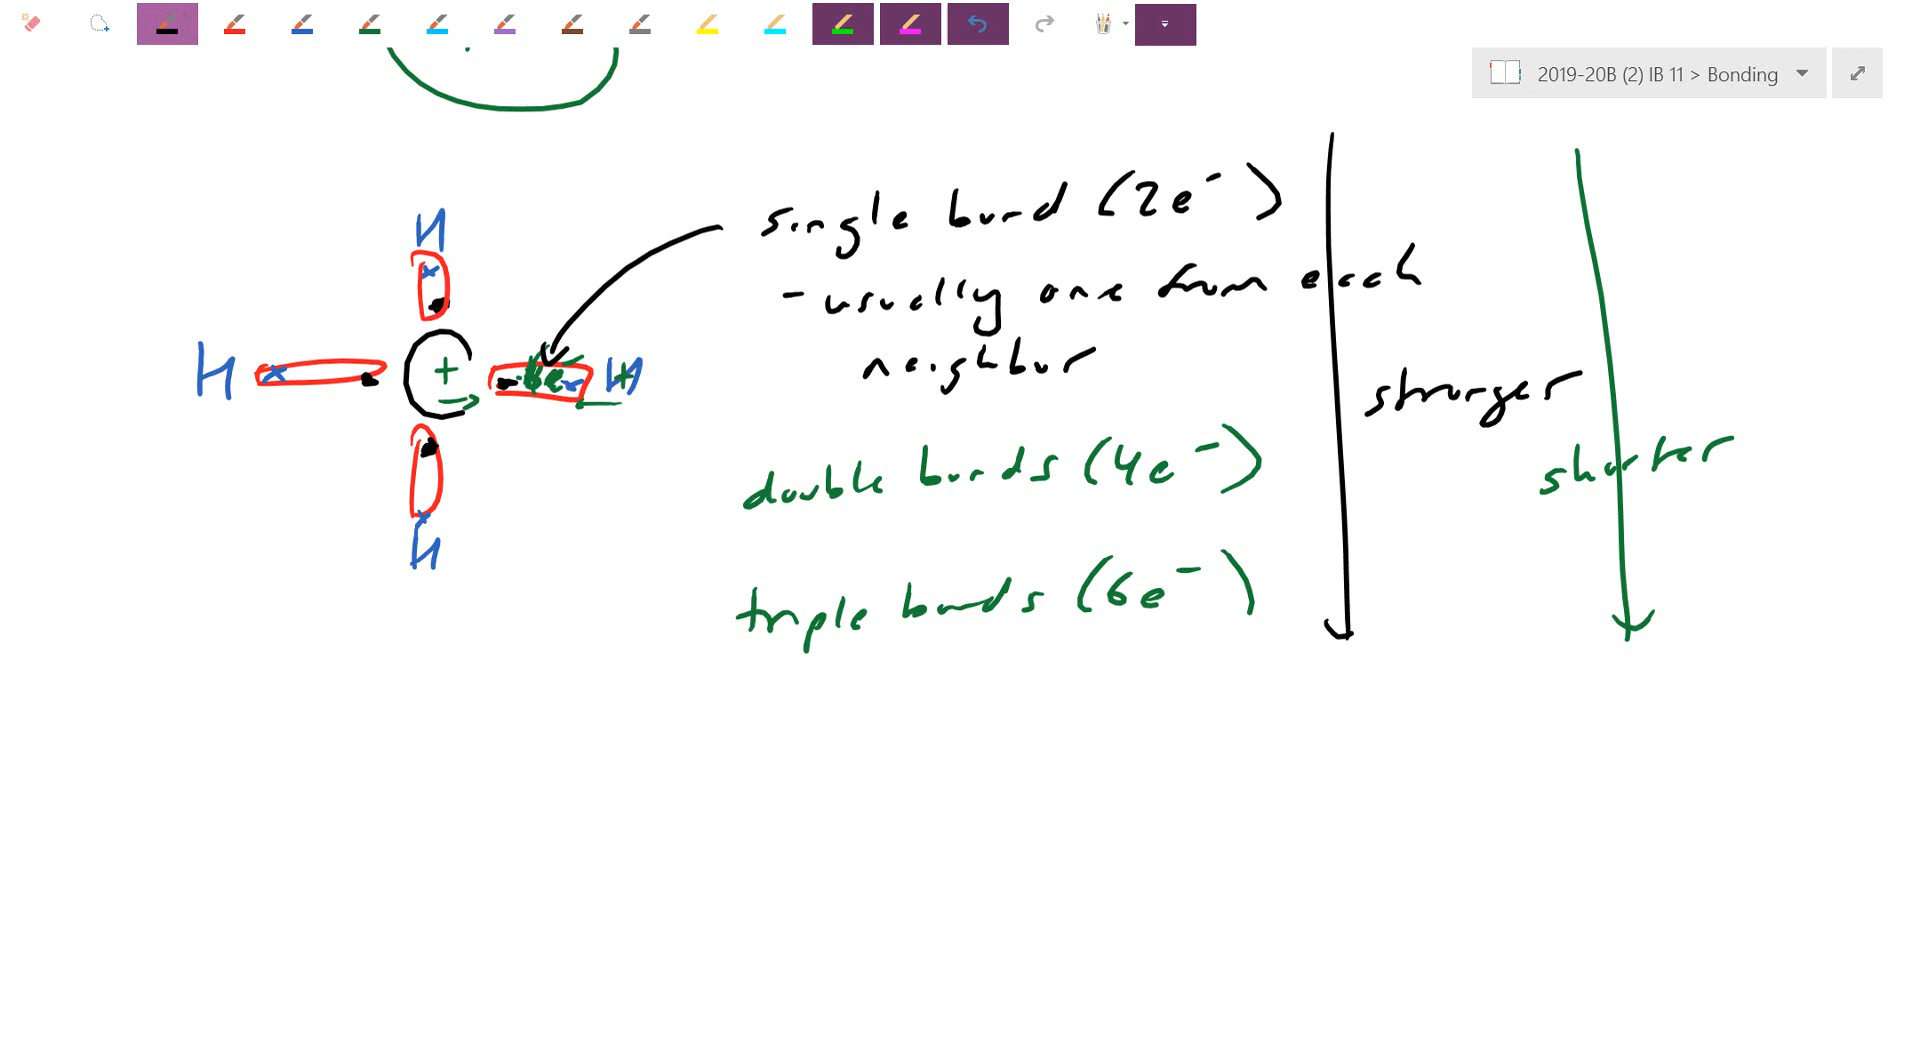 2019-20B (2) IB 11 > Bonding
H
single bond (2e⁻)
- usually one from each
neighbor
H + H +
stronger
double bonds (4e⁻)
shorter
H
triple bonds (6e⁻)